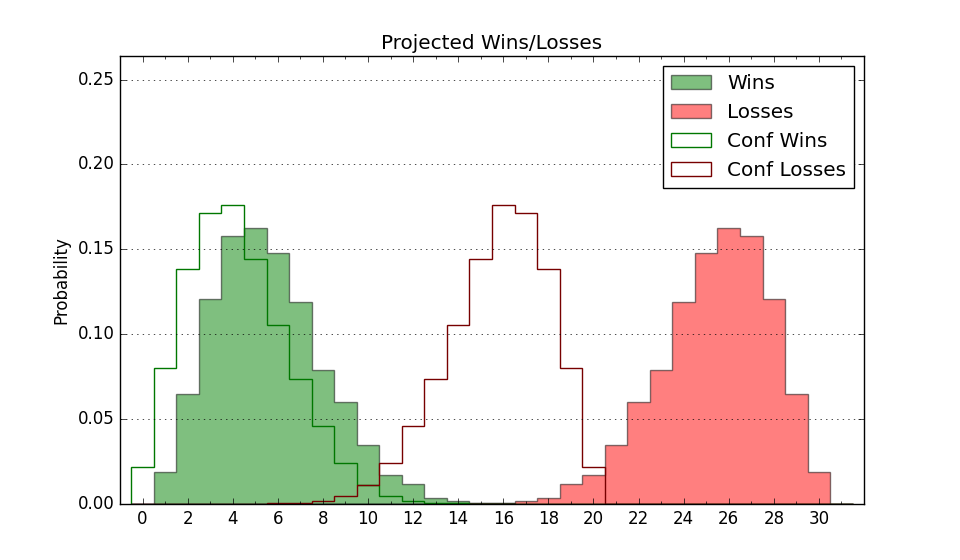 Projected Wins/Losses
Wins
Losses
Conf Wins
Conf Losses
Probability
0.25
0.20
0.15
0.10
0.05
0.00
0 2 4 6 8 10 12 14 16 18 20 22 24 26 28 30